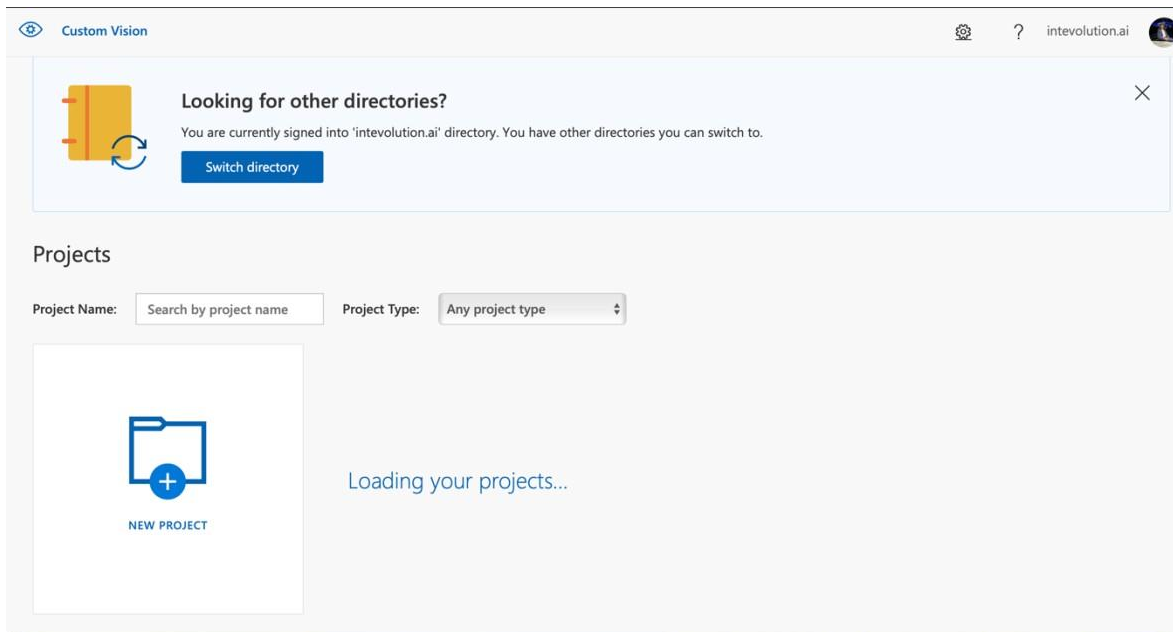 Custom Vision
? intevolution.ai
Looking for other directories?
You are currently signed into 'intevolution.ai' directory. You have other directories you can switch to.
Switch directory
Projects
Project Name: Search by project name Project Type: Any project type
Loading your projects...
NEW PROJECT